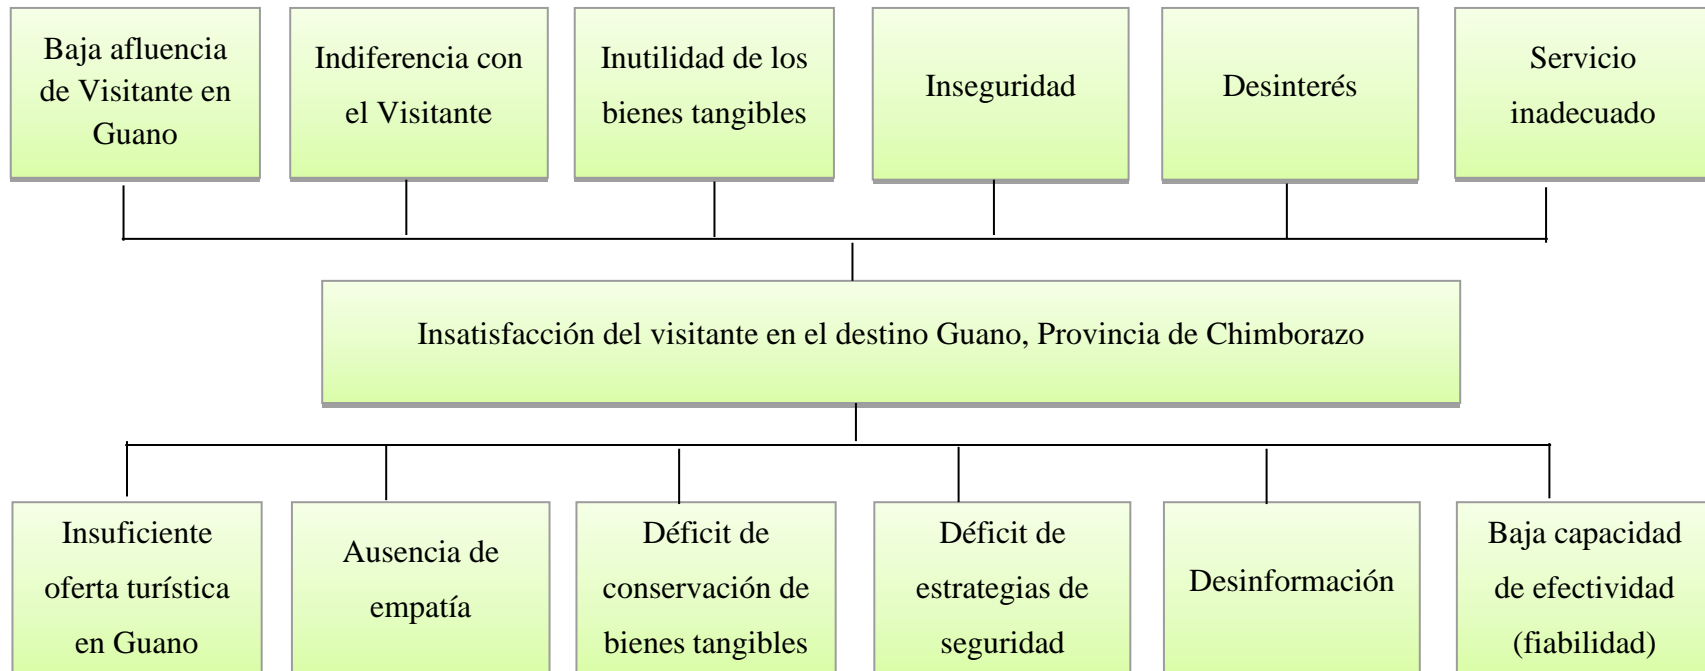 Baja afluencia
de Visitante en
Guano
Indiferencia con
el Visitante
Inutilidad de los
bienes tangibles
Inseguridad
Desinterés
Servicio
inadecuado
Insatisfacción del visitante en el destino Guano, Provincia de Chimborazo
Insuficiente
oferta turística
en Guano
Ausencia de
empatía
Déficit de
conservación de
bienes tangibles
Déficit de
estrategias de
seguridad
Desinformación
Baja capacidad
de efectividad
(fiabilidad)